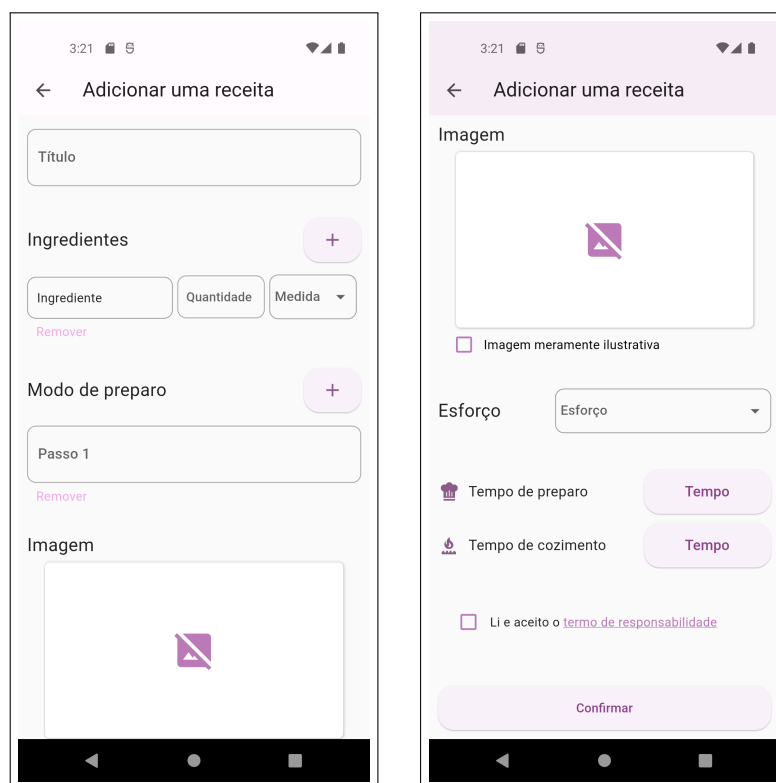 3:21
Adicionar uma receita
Título
Ingredientes
+
Ingrediente Quantidade Medida
Remover
Modo de preparo
+
Passo 1
Remover
Imagem
3:21
Adicionar uma receita
Imagem
Imagem meramente ilustrativa
Esforço Esforço
Tempo de preparo Tempo
Tempo de cozimento Tempo
Li e aceito o termo de responsabilidade
Confirmar